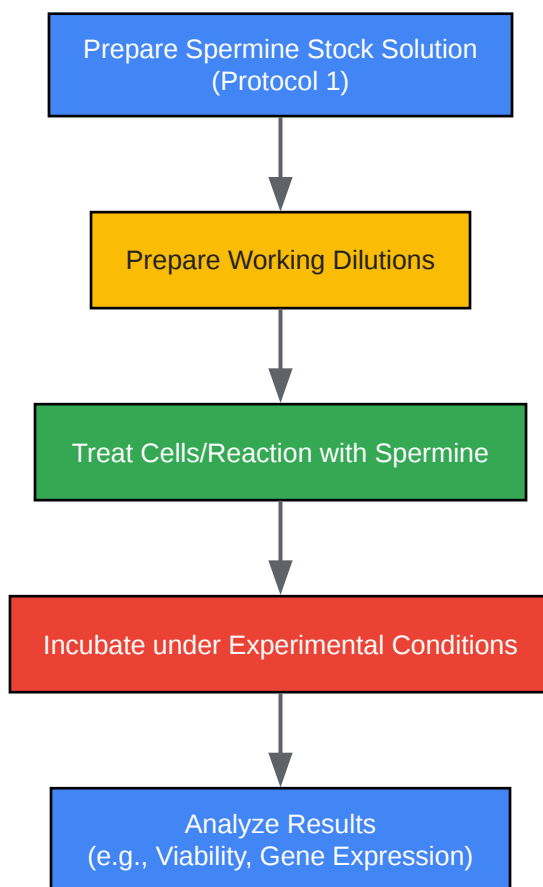 Prepare Spermine Stock Solution
(Protocol 1)
Prepare Working Dilutions
Treat Cells/Reaction with Spermine
Incubate under Experimental Conditions
Analyze Results
(e.g., Viability, Gene Expression)